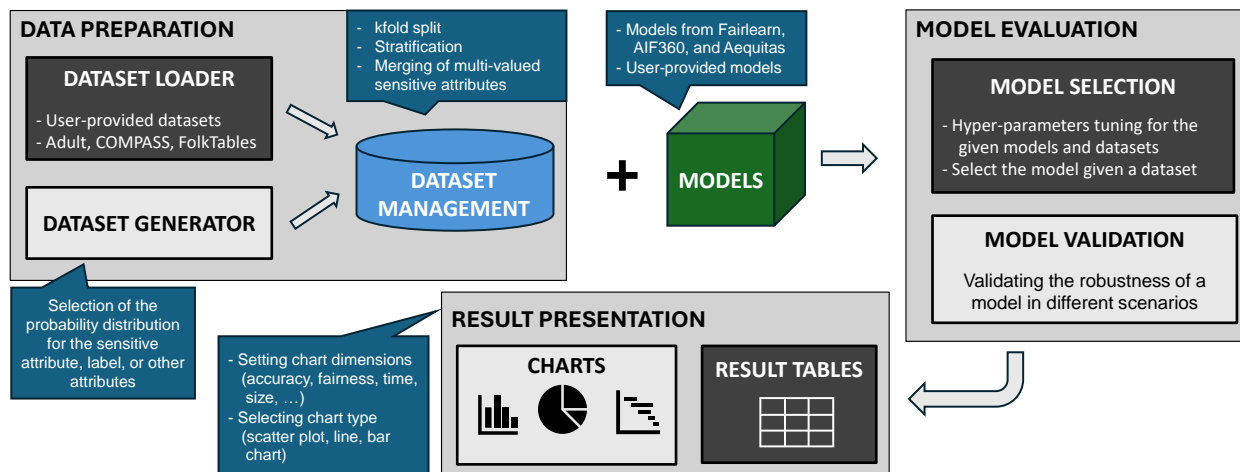 DATA PREPARATION
DATASET LOADER
- User-provided datasets
- Adult, COMPASS, FolkTables
DATASET GENERATOR
- kfold split
- Stratification
- Merging of multi-valued
sensitive attributes
DATASET
MANAGEMENT
Selection of the
probability distribution
for the sensitive
attribute, label, or other
attributes
+
- Models from Fairlearn,
AIF360, and Aequitas
- User-provided models
MODELS
MODEL EVALUATION
MODEL SELECTION
- Hyper-parameters tuning for the
given models and datasets
- Select the model given a dataset
MODEL VALIDATION
Validating the robustness of a
model in different scenarios
RESULT PRESENTATION
- Setting chart dimensions
(accuracy, fairness, time,
size, …)
- Selecting chart type
(scatter plot, line, bar
chart)
CHARTS
RESULT TABLES